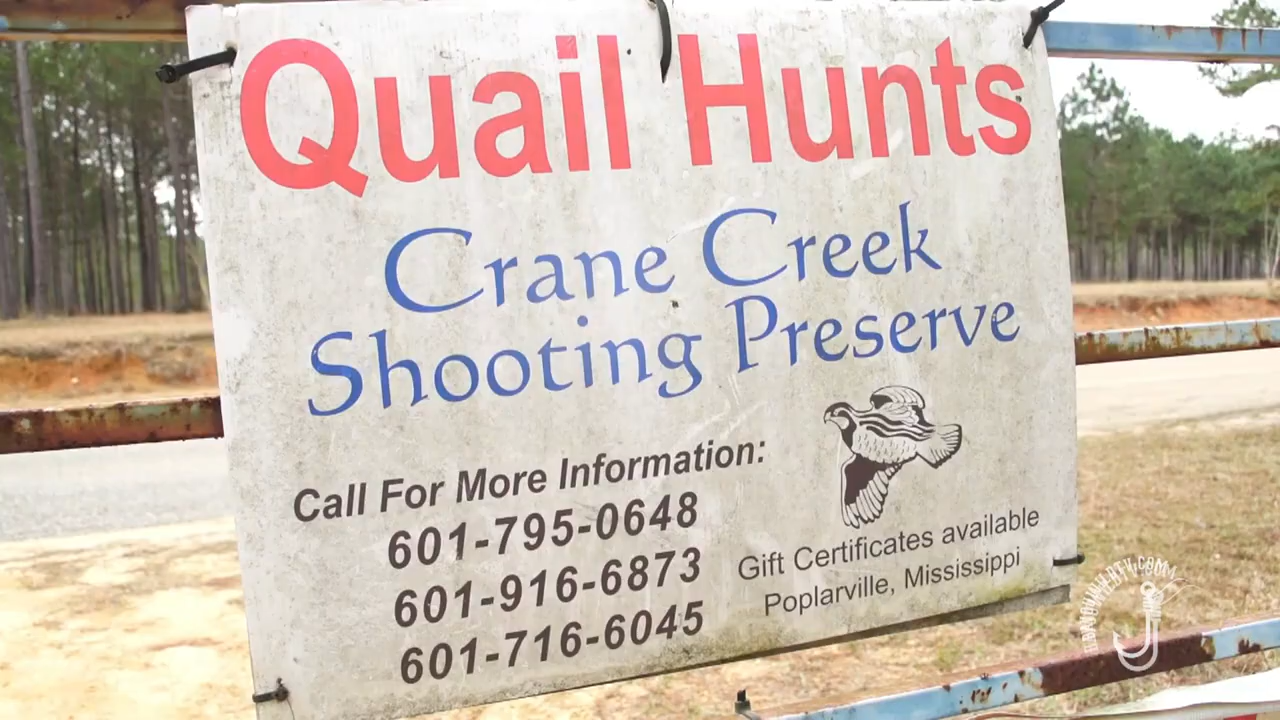 Quail Hunts
Crane Creek
Shooting Preserve
Call For More Information:
601-795-0648
601-916-6873
601-716-6045
Gift Certificates available
Poplarville, Mississippi